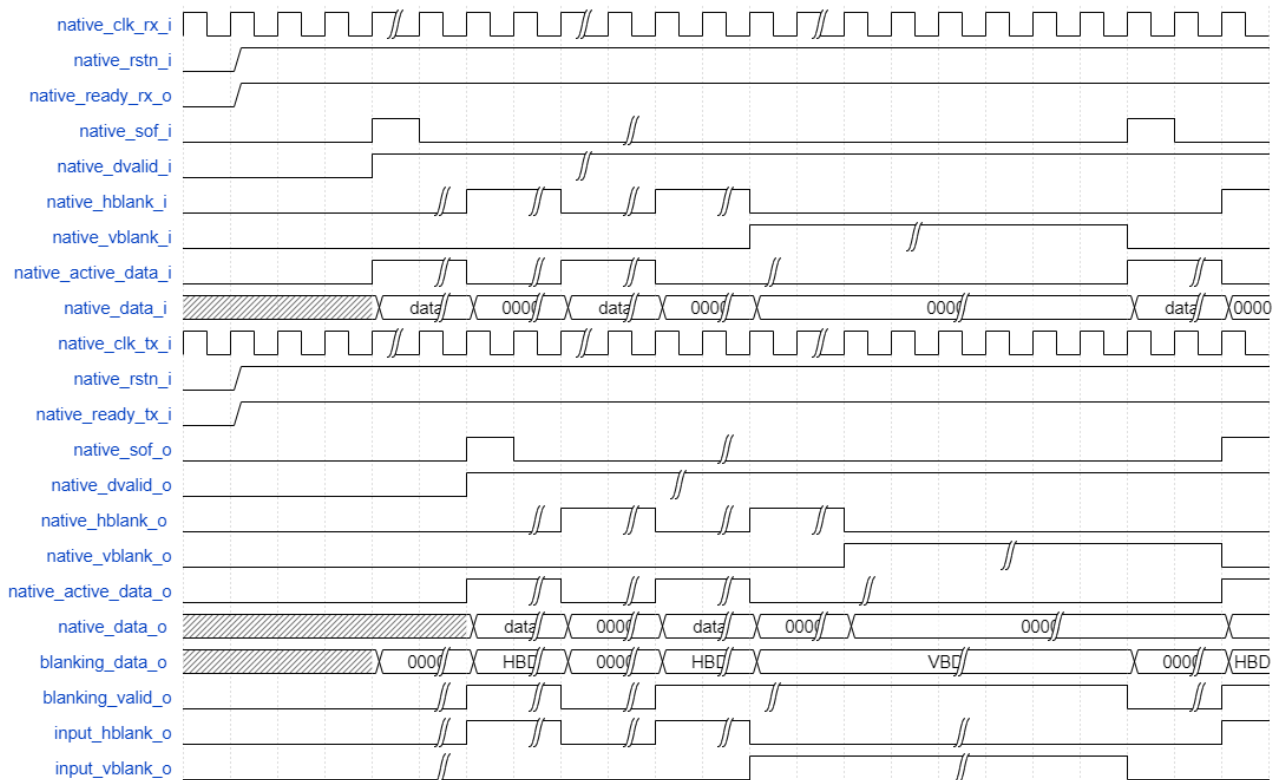 native_clk_rx_i
native_rstn_i
native_ready_rx_o
native_sof_i
native_dvalid_i
native_hblank_i
native_vblank_i
native_active_data_i
native_data_i data 0000 data 0000 0000 data 0000
native_clk_tx_i
native_rstn_i
native_ready_tx_i
native_sof_o
native_dvalid_o
native_hblank_o
native_vblank_o
native_active_data_o
native_data_o data 0000 data 0000 0000
blanking_data_o 0000 HBD 0000 HBD VBD 0000 HBD
blanking_valid_o
input_hblank_o
input_vblank_o